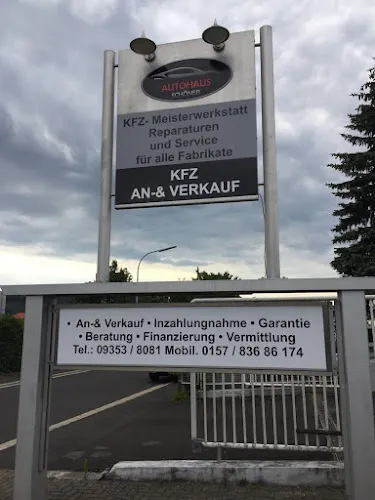 AUTOHAUS
SCHÖNER
KFZ- Meisterwerkstatt
Reparaturen
und Service
für alle Fabrikate
KFZ
AN-& VERKAUF
• An-& Verkauf • Inzahlungnahme • Garantie
• Beratung • Finanzierung • Vermittlung
Tel.: 09353 / 8081 Mobil. 0157 / 836 86 174